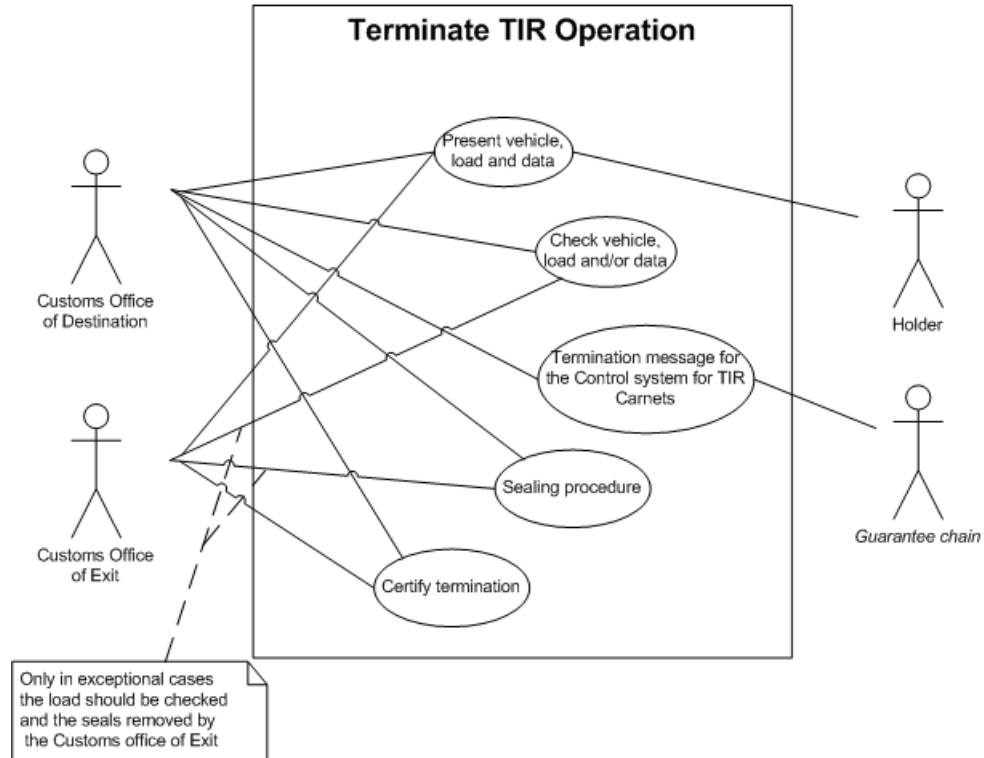 Terminate TIR Operation
Present vehicle,
load and data
Customs Office
of Destination
Check vehicle,
load and/or data
Holder
Termination message for
the Control system for TIR
Carnets
Sealing procedure
Customs Office
of Exit
Guarantee chain
Certify termination
Only in exceptional cases
the load should be checked
and the seals removed by
the Customs office of Exit